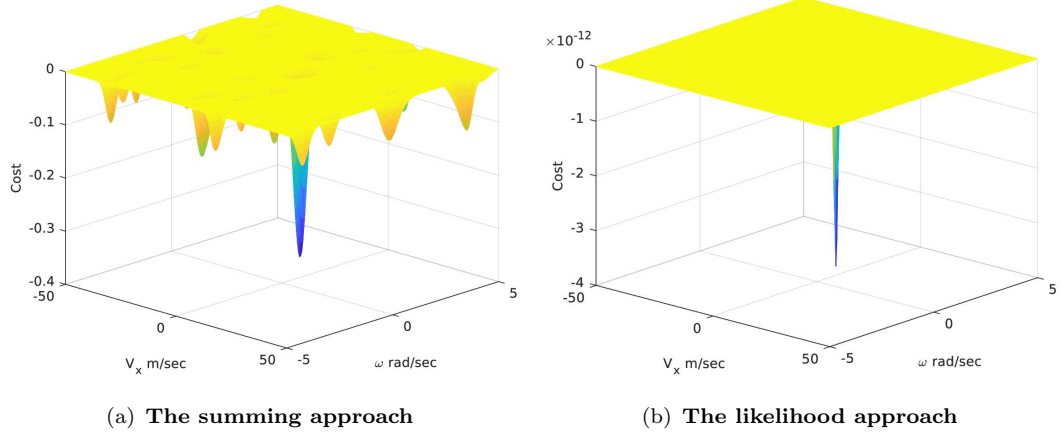 0
-0.1
-0.2
-0.3
-0.4
Cost
-50
0
50
V_x m/sec
-5
0
5
ω rad/sec
(a) The summing approach
×10^-12
0
-1
-2
-3
-4
Cost
-50
0
50
V_x m/sec
-5
0
5
ω rad/sec
(b) The likelihood approach